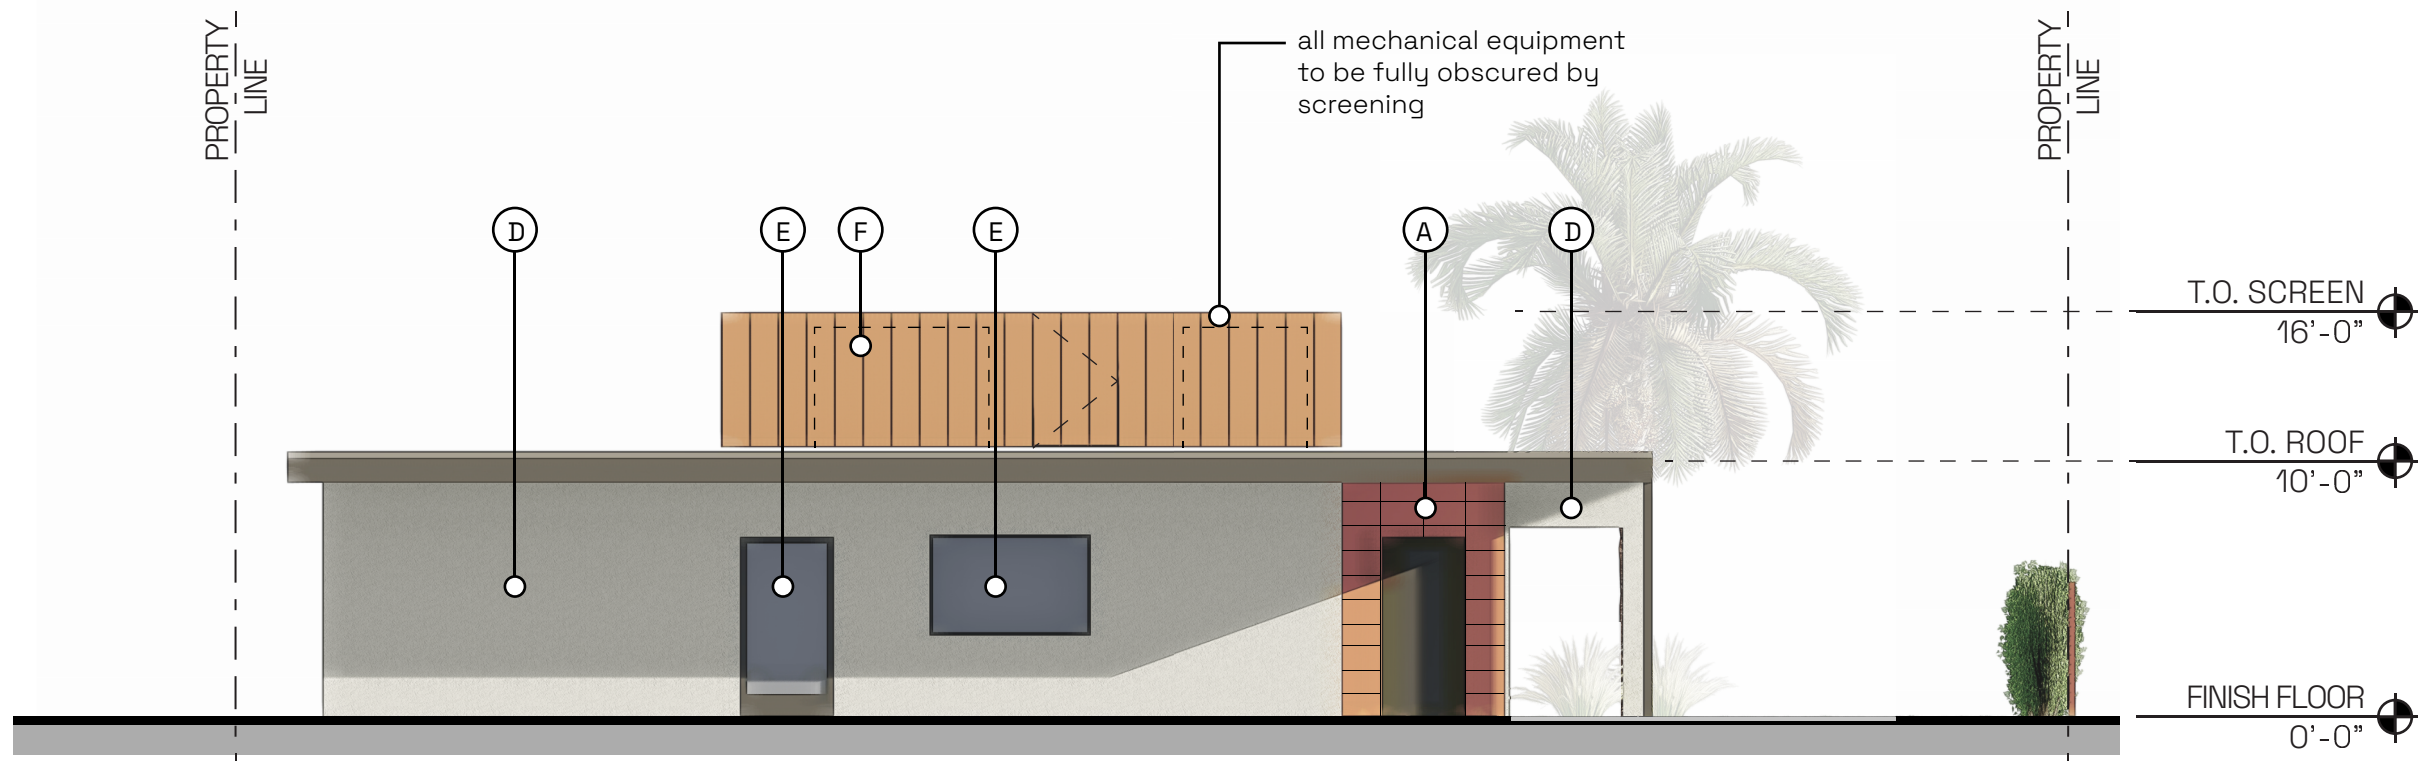 PROPERTY
LINE
all mechanical equipment
to be fully obscured by
screening
PROPERTY
LINE
D
E
F
E
A
D
T.O. SCREEN
16'-0"
T.O. ROOF
10'-0"
FINISH FLOOR
0'-0"